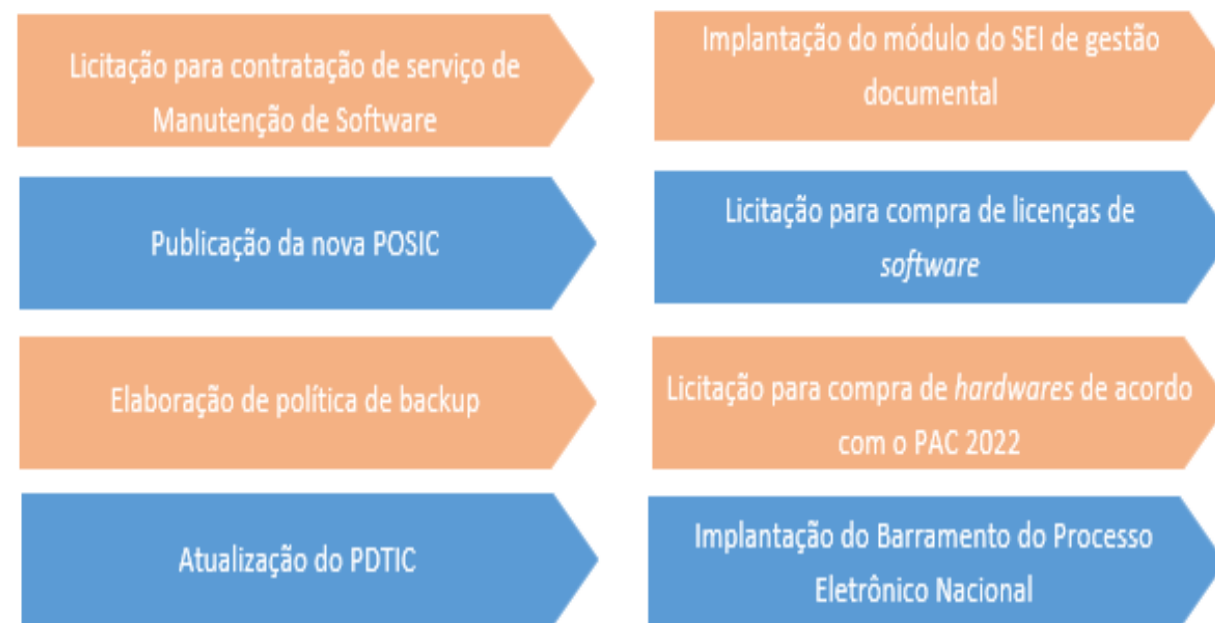 Licitação para contratação de serviço de
Manutenção de Software
Publicação da nova POSIC
Elaboração de política de backup
Atualização do PDTIC
Implantação do módulo do SEI de gestão
documental
Licitação para compra de licenças de
software
Licitação para compra de hardwares de acordo
com o PAC 2022
Implantação do Barramento do Processo
Eletrônico Nacional